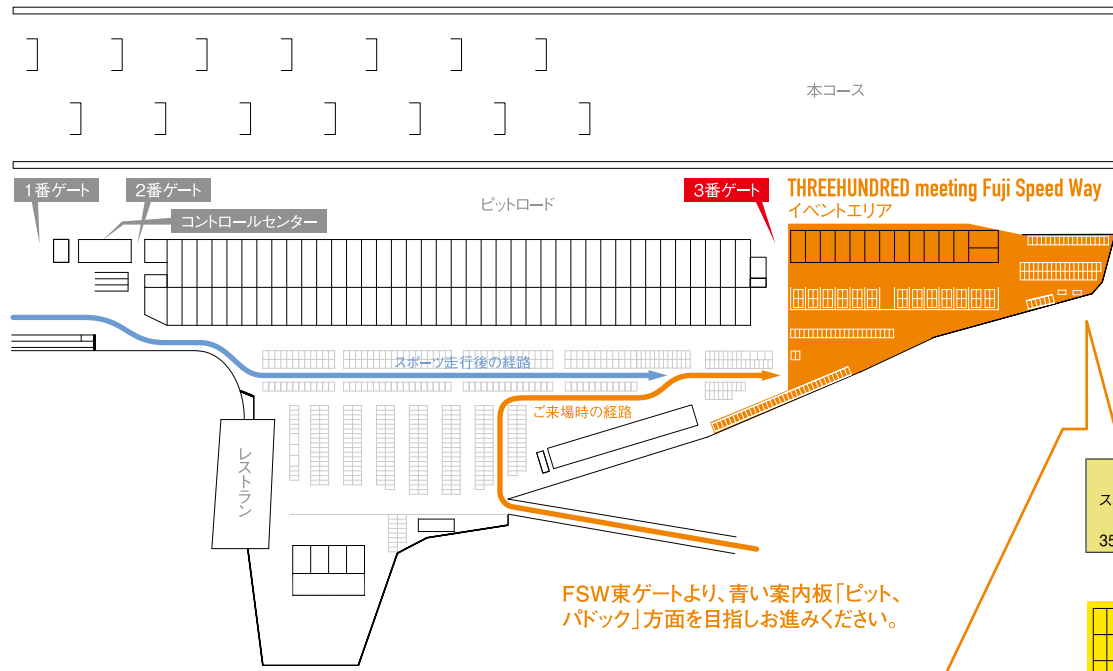 本コース
1番ゲート
2番ゲート
コントロールセンター
ピットロード
3番ゲート
THREEHUNDRED meeting Fuji Speed Way
イベントエリア
スポーツ走行後の経路
ご来場時の経路
レストラン
ス
35
FSW東ゲートより、青い案内板「ピット、
パドック」方面を目指しお進みください。